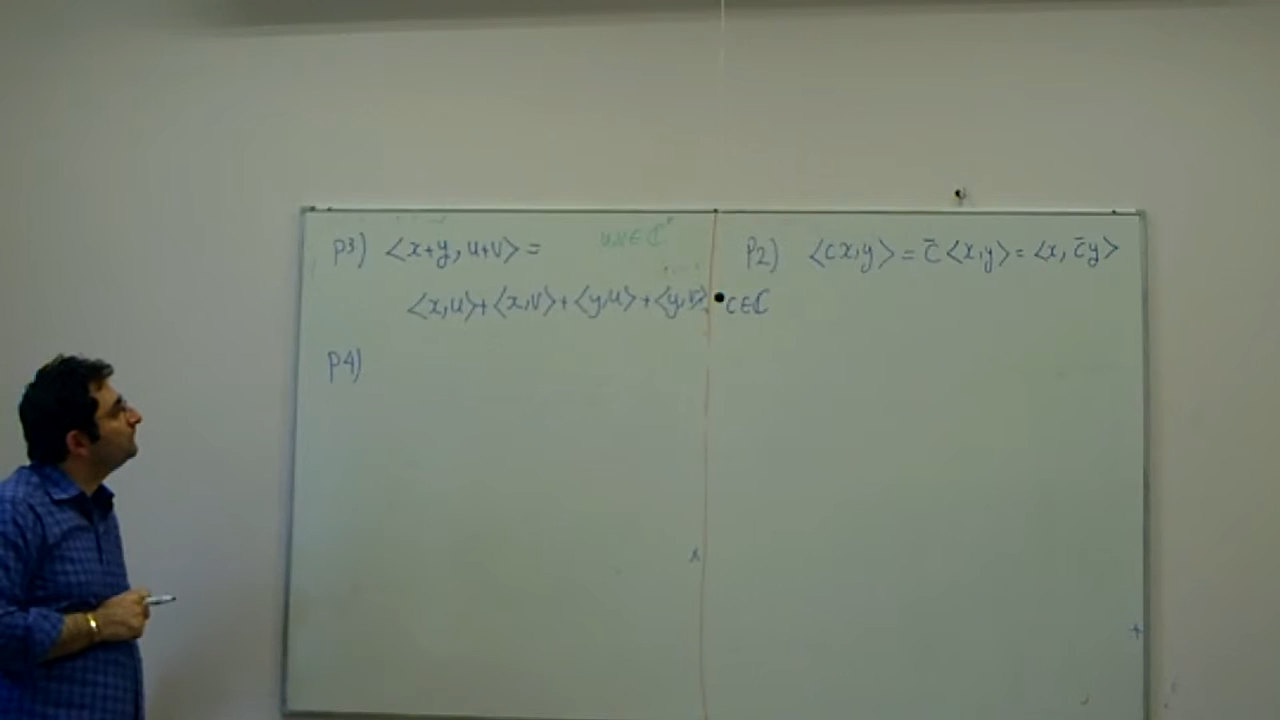 P3) <x+y, u+v> =
u,v∈ℂⁿ
<x,u>+<x,v>+<y,u>+<y,v>
P4)
P2) <cx,y> = c̄<x,y> = <x, c̄y>
c∈ℂ